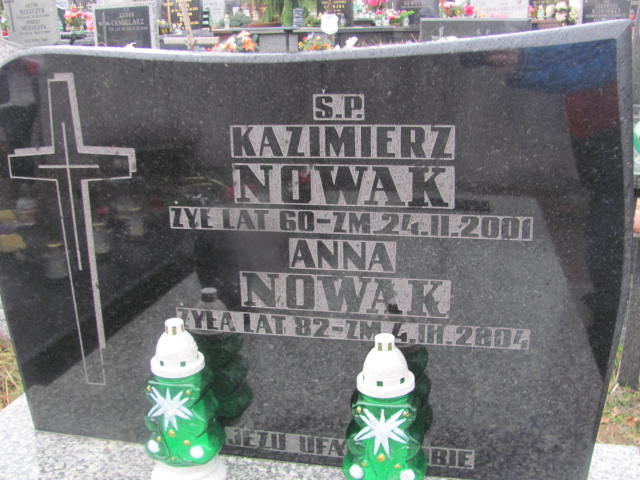 Ś.P.
KAZIMIERZ
NOWAK
ŻYŁ LAT 60-ZM.24.II.2001
ANNA
NOWAK
ŻYŁA LAT 82-ZM.4.III.2004
JEZU UFA BIE
CHMIELARZ